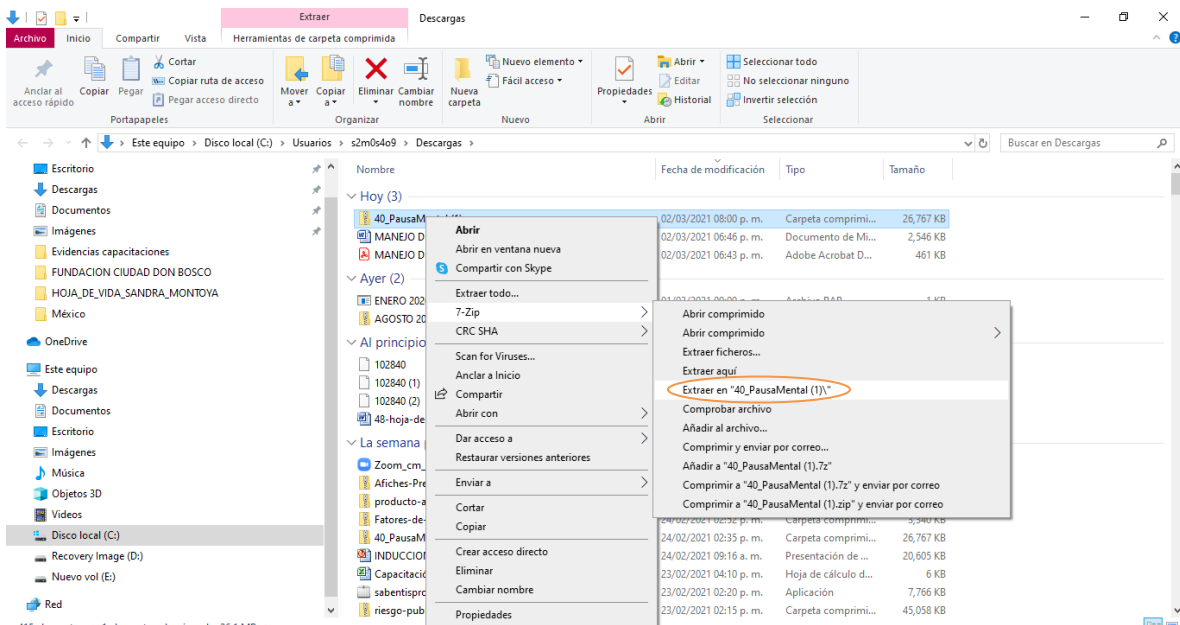 Extraer
Descargas
Archivo Inicio Compartir Vista Herramientas de carpeta comprimida
Anclar al acceso rápido
Copiar
Pegar
Cortar
Copiar ruta de acceso
Pegar acceso directo
Portapapeles
Mover a
Copiar a
Eliminar
Cambiar nombre
Organizar
Nueva carpeta
Nuevo elemento
Fácil acceso
Nuevo
Propiedades
Abrir
Editar
Historial
Abrir
Seleccionar todo
No seleccionar ninguno
Invertir selección
Seleccionar
Este equipo > Disco local (C:) > Usuarios > s2m0s4o9 > Descargas >
Buscar en Descargas
Escritorio
Descargas
Documentos
Imágenes
Evidencias capacitaciones
FUNDACION CIUDAD DON BOSCO
HOJA_DE_VIDA_SANDRA_MONTOYA
México
OneDrive
Este equipo
Descargas
Documentos
Escritorio
Imágenes
Música
Objetos 3D
Videos
Disco local (C:)
Recovery Image (D:)
Nuevo vol (E:)
Red
Nombre Fecha de modificación Tipo Tamaño
Hoy (3)
40_PausaM 02/03/2021 08:00 p. m. Carpeta comprimi... 26,767 KB
MANEJO D 02/03/2021 06:46 p. m. Documento de Mi... 2,546 KB
MANEJO D 02/03/2021 06:43 p. m. Adobe Acrobat D... 461 KB
Ayer (2)
ENERO 202
AGOSTO 20
Al principio
102840
102840 (1)
102840 (2)
48-hoja-de
La semana
Zoom_cm_
Afiches-Pre
producto-a
Fatores-de- 24/02/2021 02:52 p. m. Carpeta comprimi... 3,340 KB
40_PausaM 24/02/2021 02:35 p. m. Carpeta comprimi... 26,767 KB
INDUCCIO 24/02/2021 09:16 a. m. Presentación de ... 20,605 KB
Capacitació 23/02/2021 04:10 p. m. Hoja de cálculo d... 6 KB
sabentispro 23/02/2021 02:20 p. m. Aplicación 7,766 KB
riesgo-pub 23/02/2021 02:15 p. m. Carpeta comprimi... 45,058 KB
Abrir
Abrir en ventana nueva
Compartir con Skype
Extraer todo...
7-Zip
CRC SHA
Scan for Viruses...
Anclar a Inicio
Compartir
Abrir con
Dar acceso a
Restaurar versiones anteriores
Enviar a
Cortar
Copiar
Crear acceso directo
Eliminar
Cambiar nombre
Propiedades
Abrir comprimido
Abrir comprimido
Extraer ficheros...
Extraer aquí
Extraer en "40_PausaMental (1)\"
Comprobar archivo
Añadir al archivo...
Comprimir y enviar por correo...
Añadir a "40_PausaMental (1).7z"
Comprimir a "40_PausaMental (1).7z" y enviar por correo
Comprimir a "40_PausaMental (1).zip" y enviar por correo